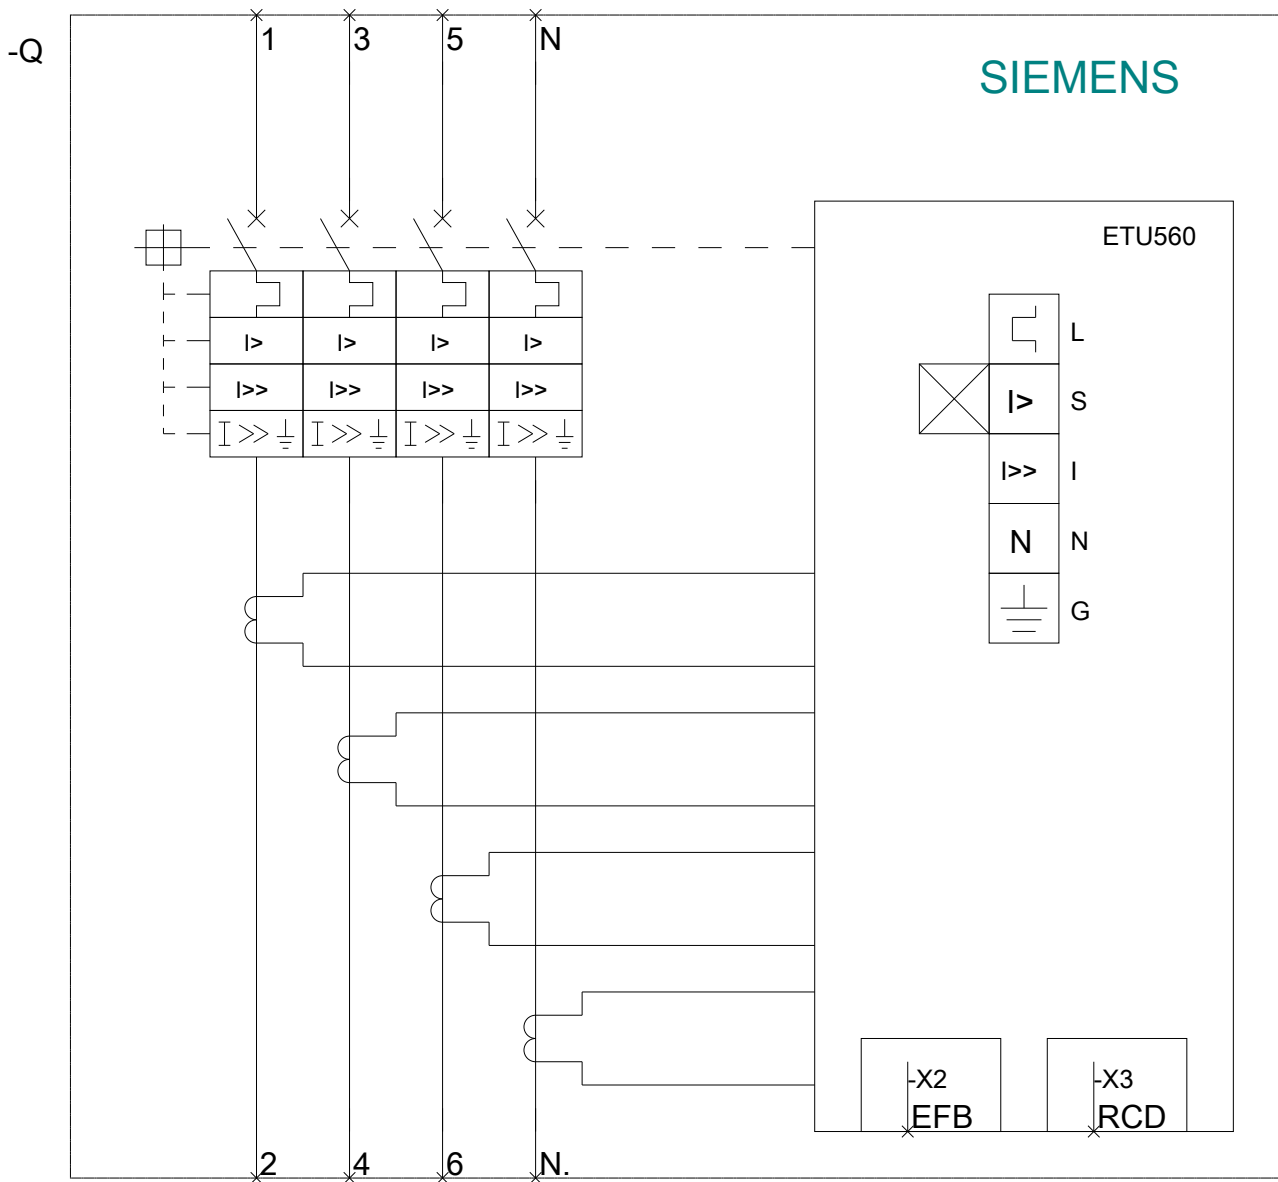 1 3 5 N
-Q
SIEMENS
ETU560
L
I> I> I> I>
I>> I>> I>> I>>
I> S
I>> I>> I>> I>>
I>> I
N N
G
-X2 -X3
EFB RCD
2 4 6 N.